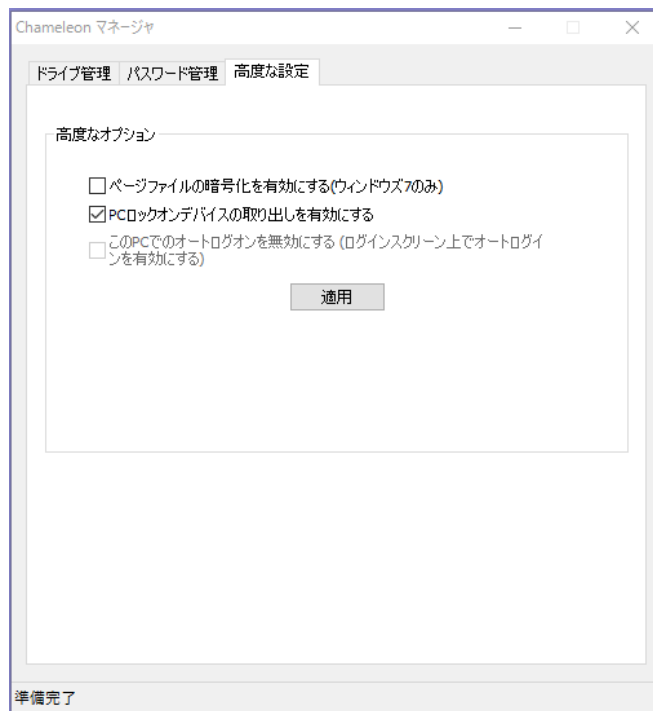 Chameleon マネージャ
ドライブ管理 パスワード管理 高度な設定
高度なオプション
ページファイルの暗号化を有効にする(ウィンドウズ7のみ)
PCロックオンデバイスの取り出しを有効にする
このPCでのオートログオンを無効にする (ログインスクリーン上でオートログイ
ンを有効にする)
適用
準備完了